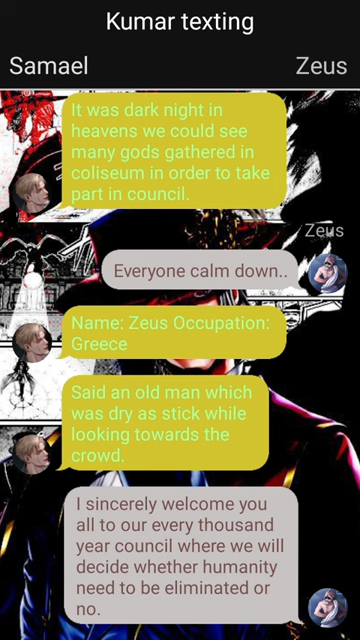 Kumar texting
Samael
Zeus
It was dark night in
heavens we could see
many gods gathered in
coliseum in order to take
part in council.
Zeus
Everyone calm down..
Name: Zeus Occupation:
Greece
Said an old man which
was dry as stick while
looking towards the
crowd.
I sincerely welcome you
all to our every thousand
year council where we will
decide whether humanity
need to be eliminated or
no.